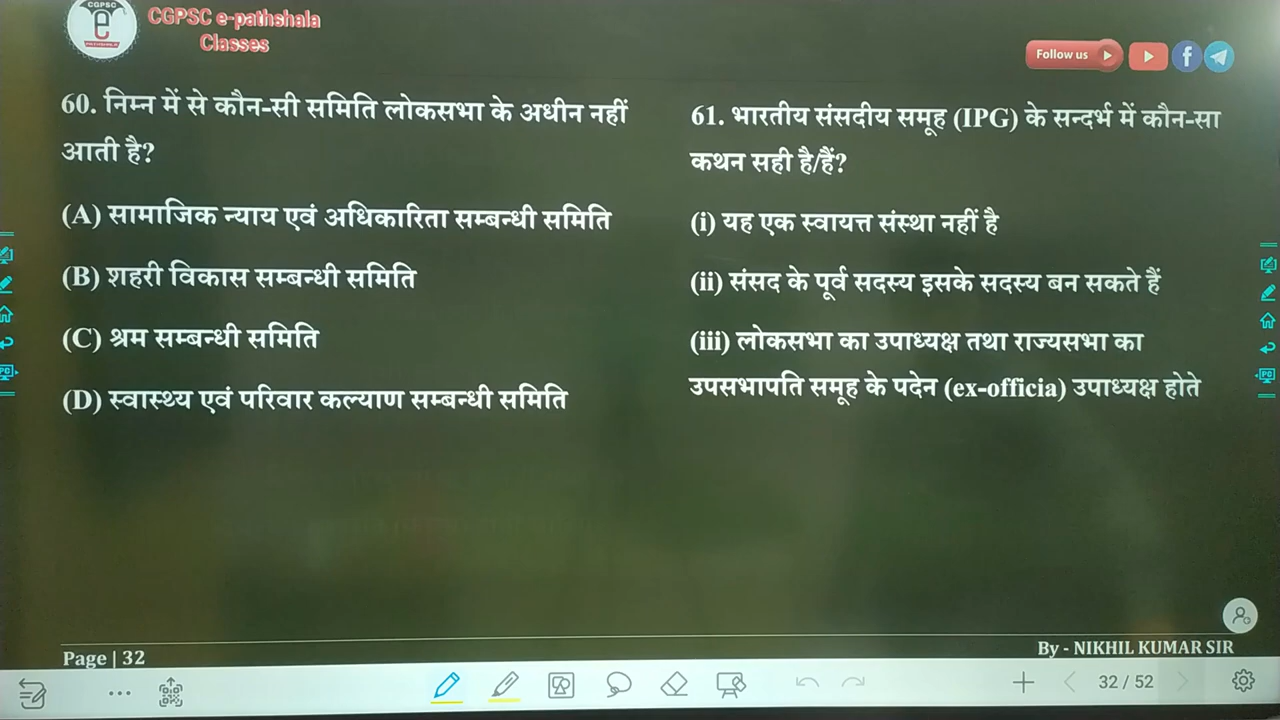 CGPSC
e
CGPSC e-pathshala
Classes
Follow us
60. निम्न में से कौन-सी समिति लोकसभा के अधीन नहीं
आती है?
(A) सामाजिक न्याय एवं अधिकारिता सम्बन्धी समिति
(B) शहरी विकास सम्बन्धी समिति
(C) श्रम सम्बन्धी समिति
(D) स्वास्थ्य एवं परिवार कल्याण सम्बन्धी समिति
61. भारतीय संसदीय समूह (IPG) के सन्दर्भ में कौन-सा
कथन सही है/हैं?
(i) यह एक स्वायत्त संस्था नहीं है
(ii) संसद के पूर्व सदस्य इसके सदस्य बन सकते हैं
(iii) लोकसभा का उपाध्यक्ष तथा राज्यसभा का
उपसभापति समूह के पदेन (ex-officia) उपाध्यक्ष होते
Page | 32
By - NIKHIL KUMAR SIR
32 / 52